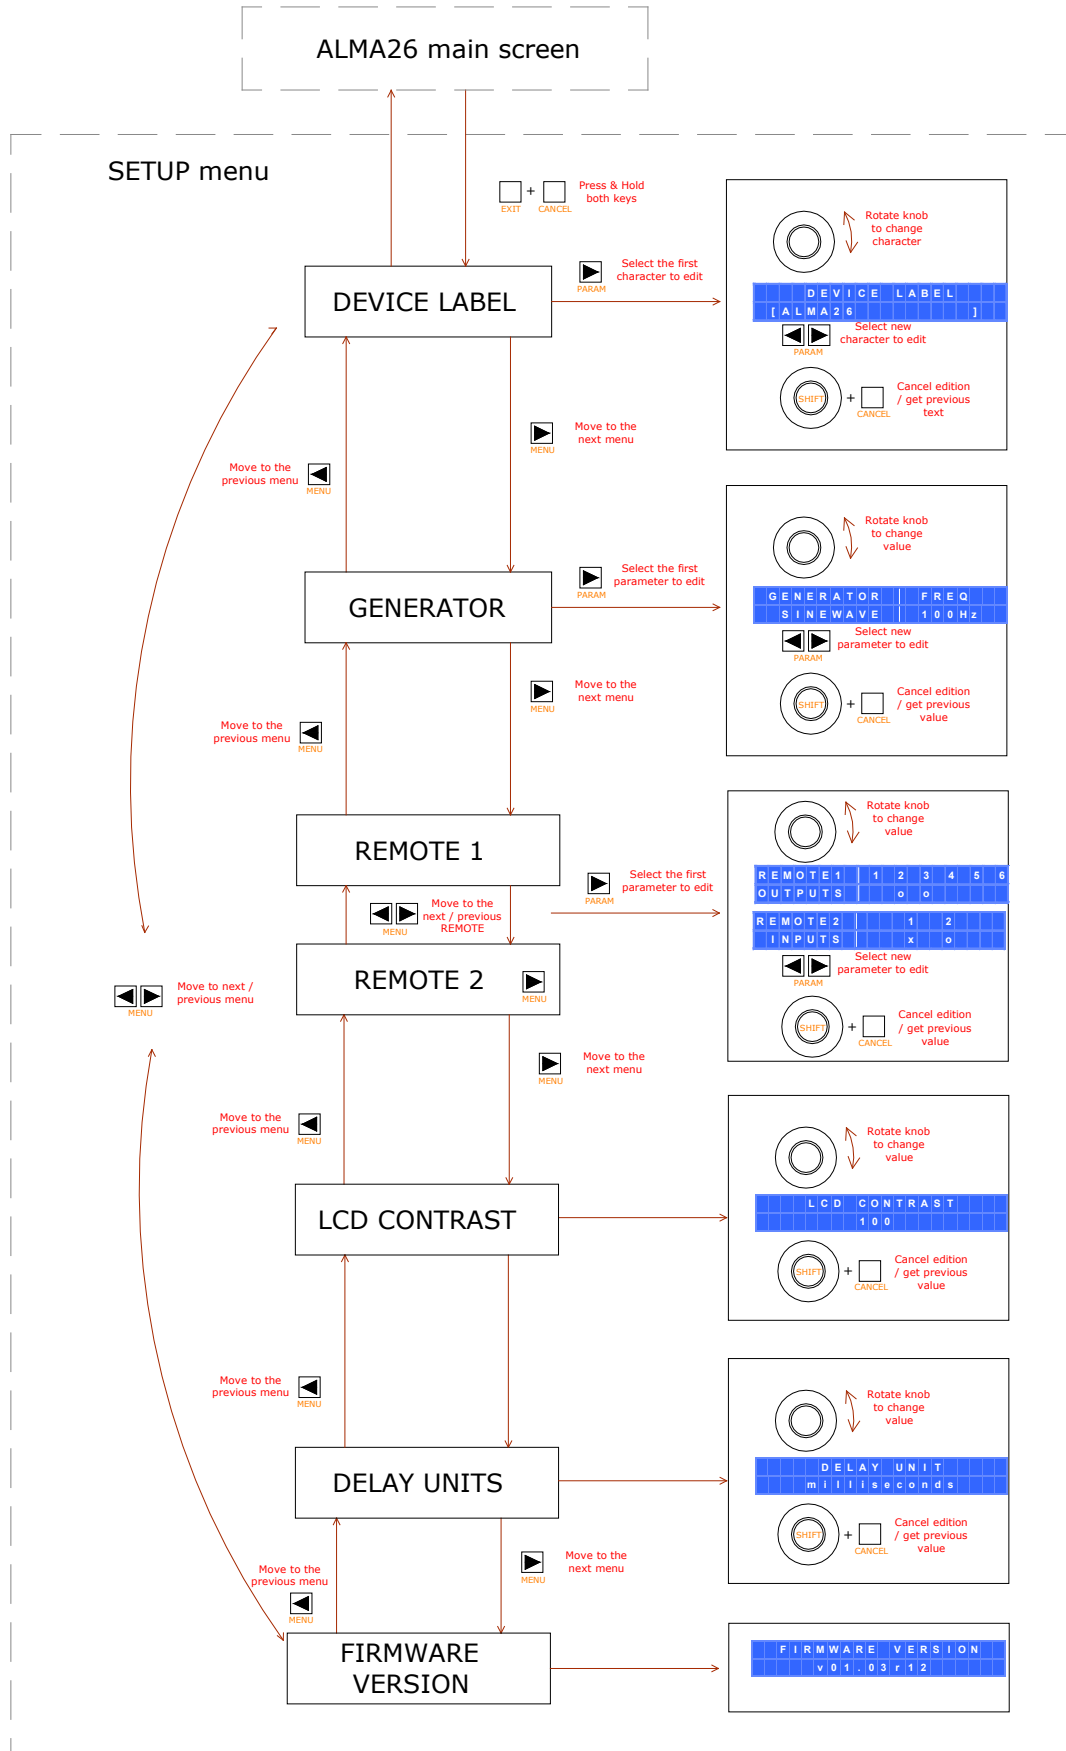 ALMA26 main screen
SETUP menu
+
EXIT
CANCEL
Press & Hold
both keys
DEVICE LABEL
PARAM
Select the first
character to edit
Rotate knob
to change
character
DEVICE LABEL
[ALMA26 ]
PARAM
Select new
character to edit
SHIFT
+
CANCEL
Cancel edition
/ get previous
text
MENU
Move to the
next menu
Move to the
previous menu
MENU
GENERATOR
PARAM
Select the first
parameter to edit
Rotate knob
to change
value
GENERATOR FREQ
SINEWAVE 100Hz
PARAM
Select new
parameter to edit
SHIFT
+
CANCEL
Cancel edition
/ get previous
value
MENU
Move to the
next menu
Move to the
previous menu
MENU
REMOTE 1
MENU
Move to the
next / previous
REMOTE
PARAM
Select the first
parameter to edit
Rotate knob
to change
value
REMOTE1 1 2 3 4 5 6
OUTPUTS o o
REMOTE2 1 2
INPUTS x o
PARAM
Select new
parameter to edit
SHIFT
+
CANCEL
Cancel edition
/ get previous
value
REMOTE 2
MENU
MENU
Move to next /
previous menu
MENU
Move to the
next menu
Move to the
previous menu
MENU
LCD CONTRAST
Rotate knob
to change
value
LCD CONTRAST
100
SHIFT
+
CANCEL
Cancel edition
/ get previous
value
Move to the
previous menu
MENU
DELAY UNITS
Rotate knob
to change
value
DELAY UNIT
milliseconds
SHIFT
+
CANCEL
Cancel edition
/ get previous
value
MENU
Move to the
next menu
Move to the
previous menu
MENU
FIRMWARE
VERSION
FIRMWARE VERSION
v01.03r12